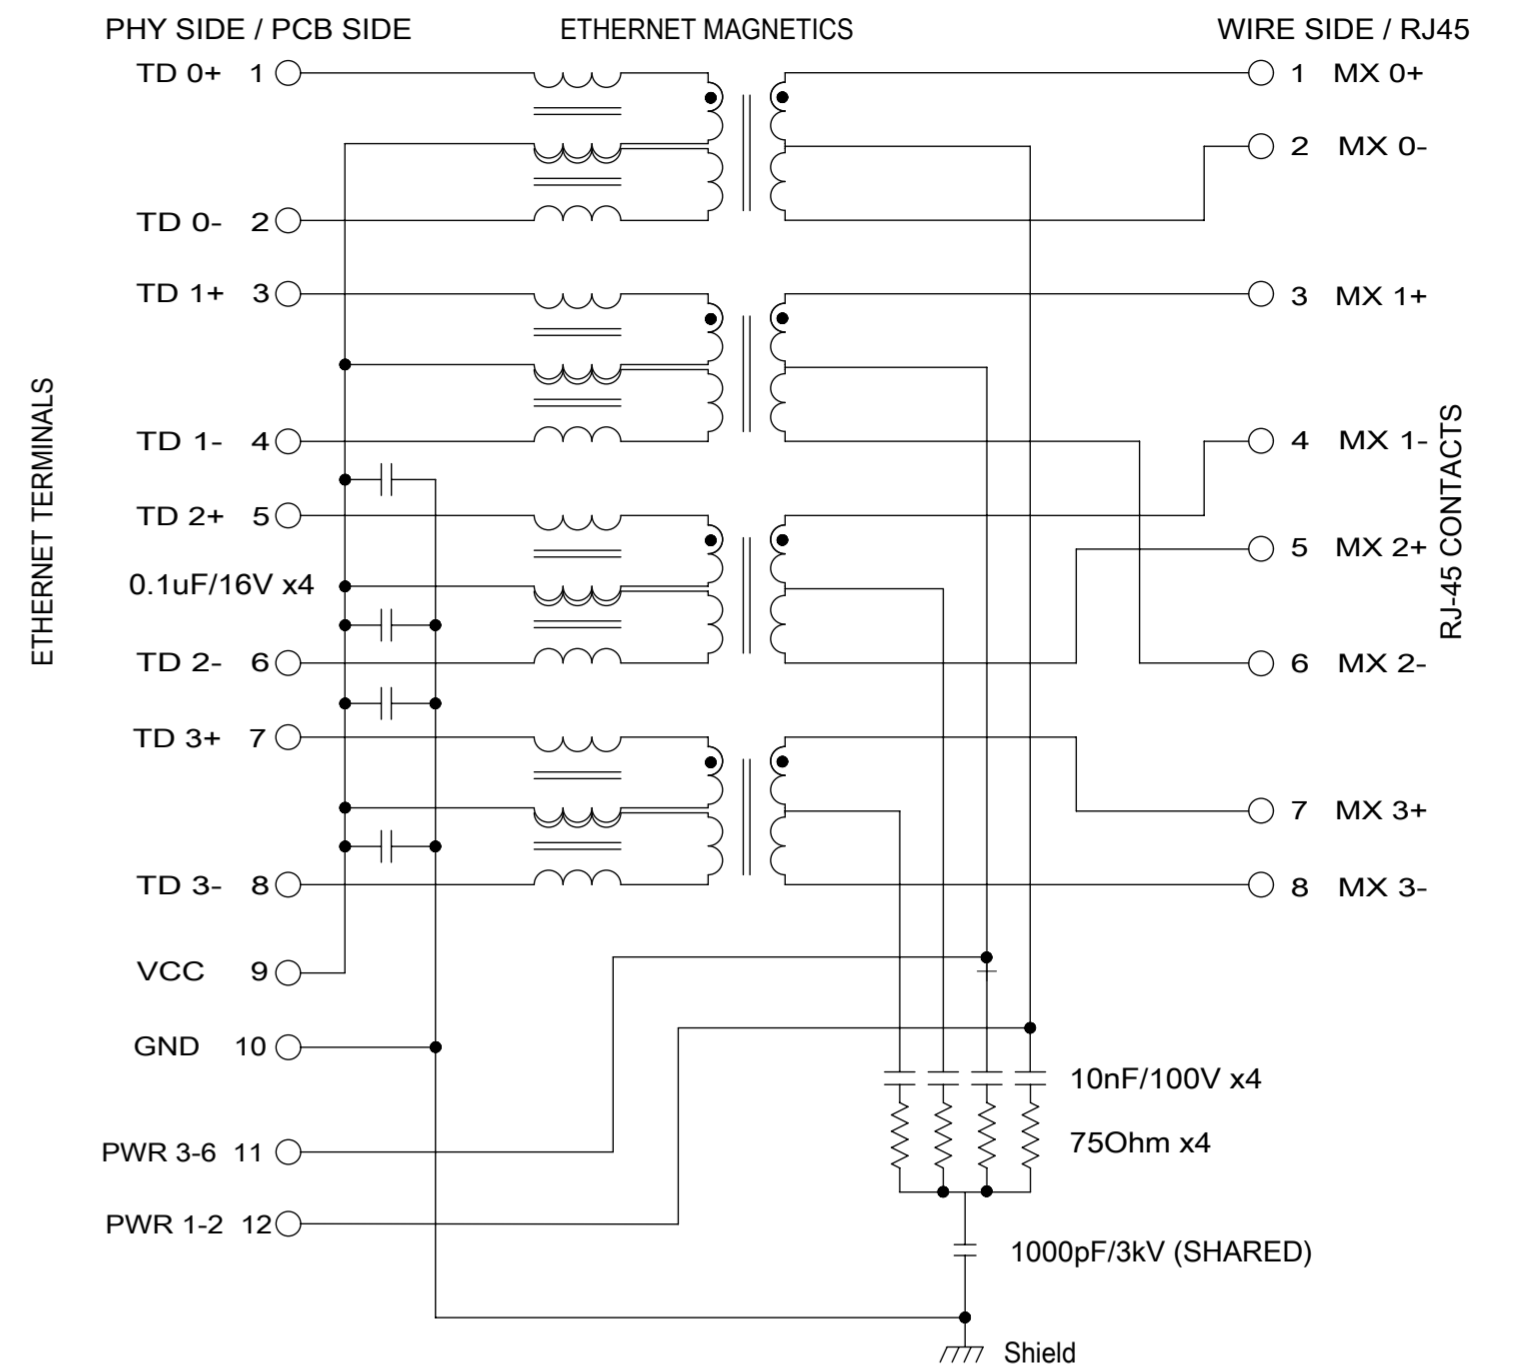 PHY SIDE / PCB SIDE ETHERNET MAGNETICS WIRE SIDE / RJ45
TD 0+ 1 1 MX 0+
2 MX 0-
TD 0- 2
TD 1+ 3 3 MX 1+
ETHERNET TERMINALS
RJ-45 CONTACTS
TD 1- 4 4 MX 1-
TD 2+ 5
5 MX 2+
0.1uF/16V x4
TD 2- 6 6 MX 2-
TD 3+ 7
7 MX 3+
TD 3- 8 8 MX 3-
VCC 9
GND 10
10nF/100V x4
75Ohm x4
PWR 3-6 11
PWR 1-2 12
1000pF/3kV (SHARED)
Shield